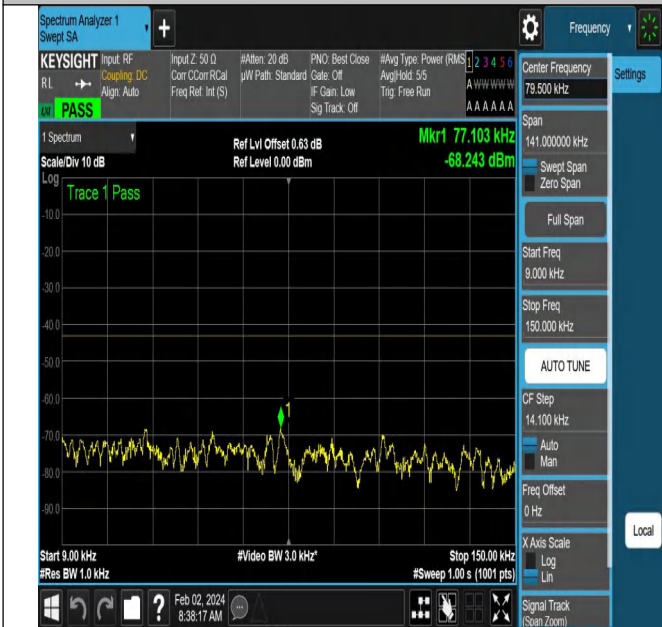 Spectrum Analyzer 1
Swept SA
+
Frequency
KEYSIGHT
RL
PASS
Input: RF
Coupling: DC
Align: Auto
Input Z: 50 Ω
Corr CCorr RCal
Freq Ref: Int (S)
#Atten: 20 dB
µW Path: Standard
PNO: Best Close
Gate: Off
IF Gain: Low
Sig Track: Off
#Avg Type: Power (RMS
Avg|Hold: 5/5
Trig: Free Run
1 2 3 4 5 6
A W W W W W
A A A A A A
1 Spectrum
Scale/Div 10 dB
Log
Ref Lvl Offset 0.63 dB
Ref Level 0.00 dBm
Mkr1 77.103 kHz
-68.243 dBm
Trace 1 Pass
-10.0
-20.0
-30.0
-40.0
-50.0
-60.0
-70.0
-80.0
-90.0
1
Start 9.00 kHz
#Res BW 1.0 kHz
#Video BW 3.0 kHz*
Stop 150.00 kHz
#Sweep 1.00 s (1001 pts)
Feb 02, 2024
8:38:17 AM
?
Center Frequency
79.500 kHz
Settings
Span
141.000000 kHz
Swept Span
Zero Span
Full Span
Start Freq
9.000 kHz
Stop Freq
150.000 kHz
AUTO TUNE
CF Step
14.100 kHz
Auto
Man
Freq Offset
0 Hz
Local
X Axis Scale
Log
Lin
Signal Track
(Span Zoom)